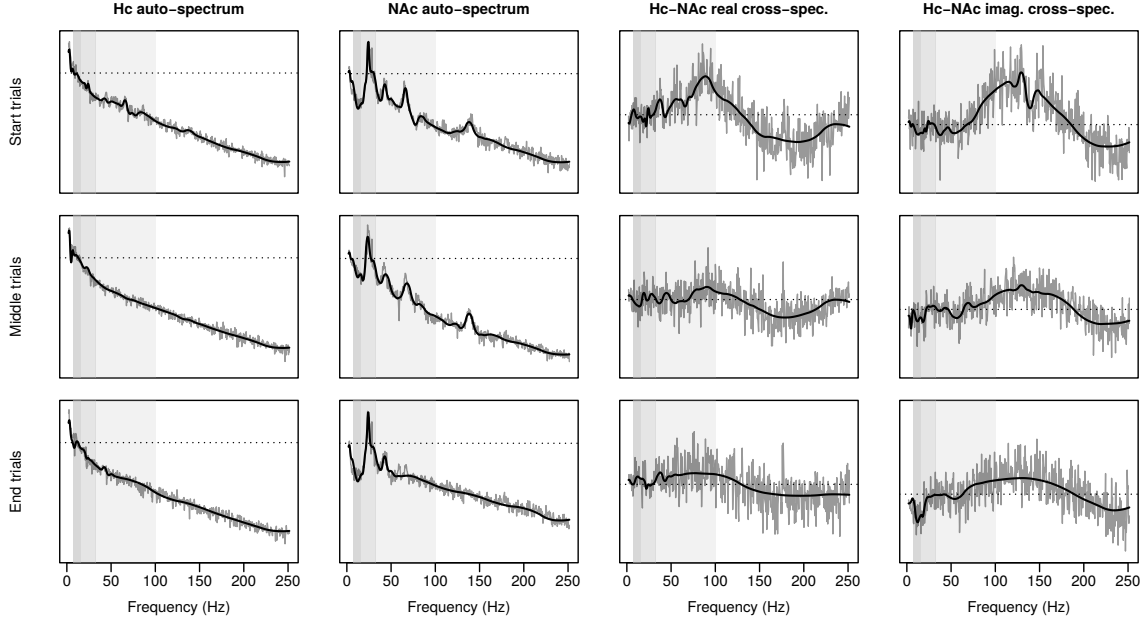 Hc auto−spectrum NAc auto−spectrum Hc−NAc real cross−spec. Hc−NAc imag. cross−spec.
Start trials
Middle trials
End trials
0 50 100 150 200 250 0 50 100 150 200 250 0 50 100 150 200 250 0 50 100 150 200 250
Frequency (Hz) Frequency (Hz) Frequency (Hz) Frequency (Hz)